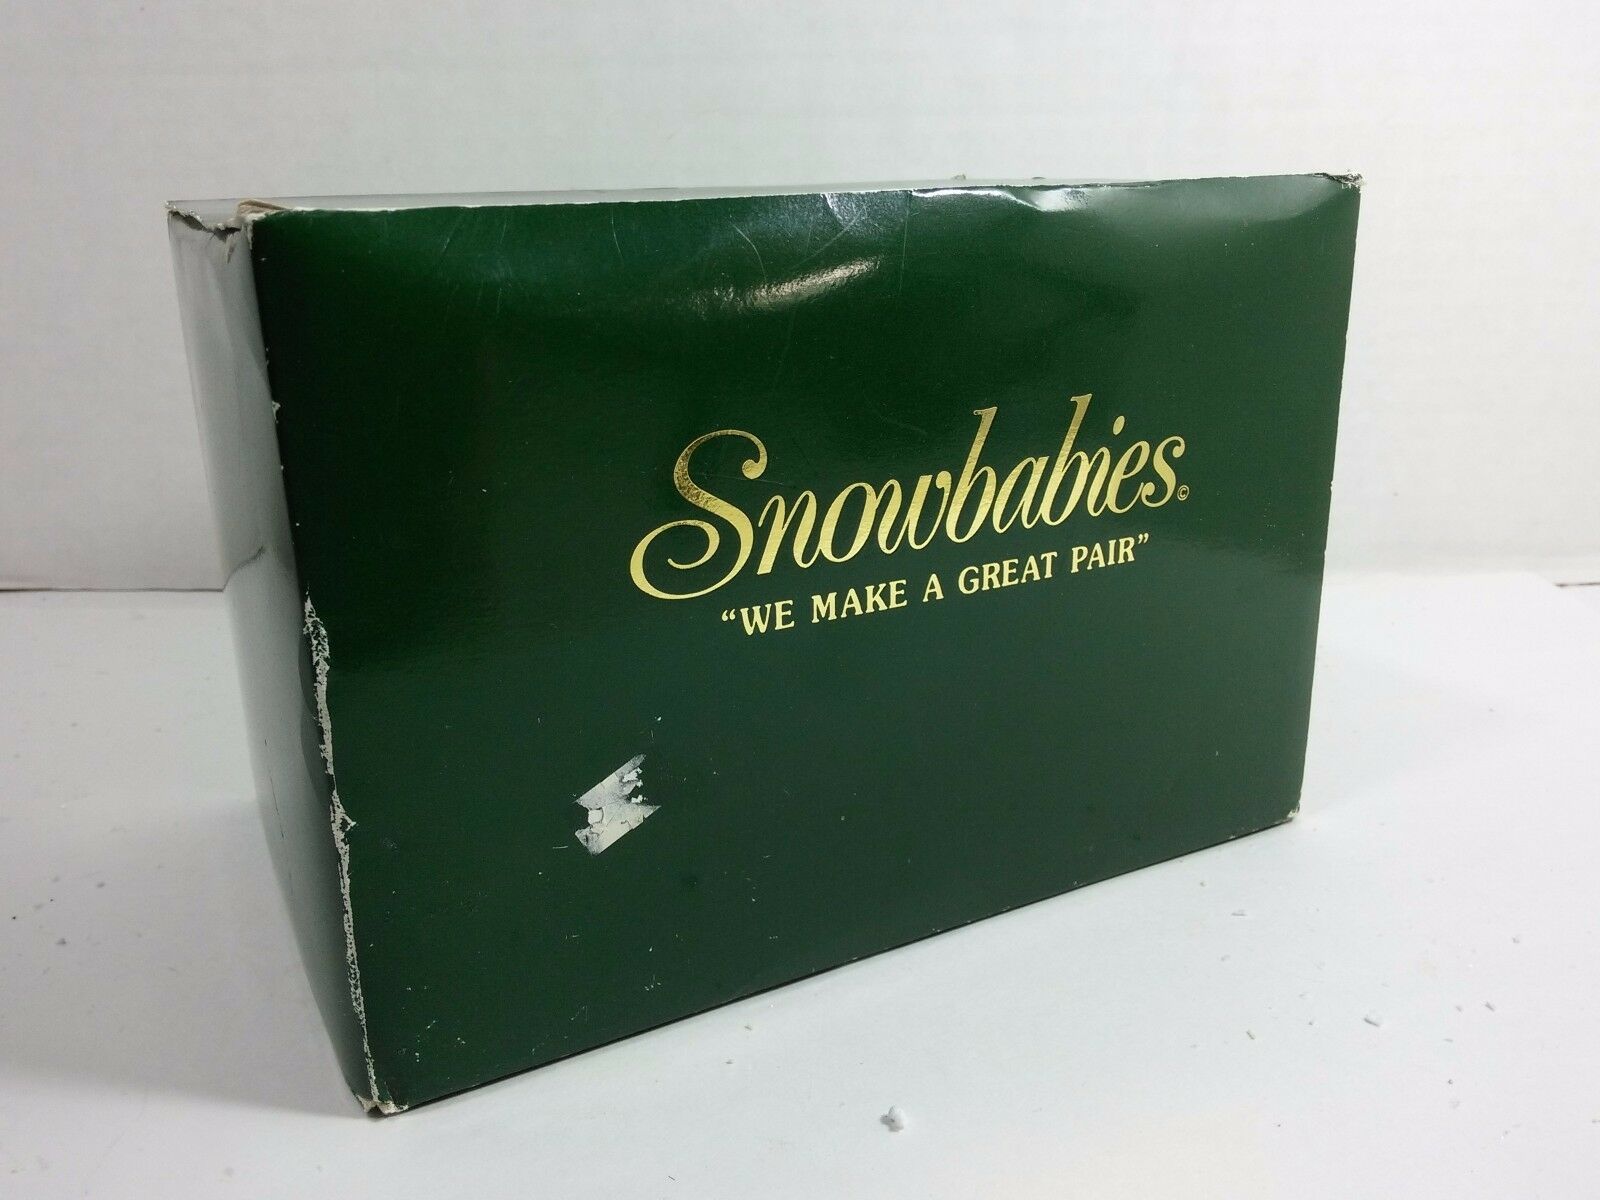 Snowbabies©
“WE MAKE A GREAT PAIR”